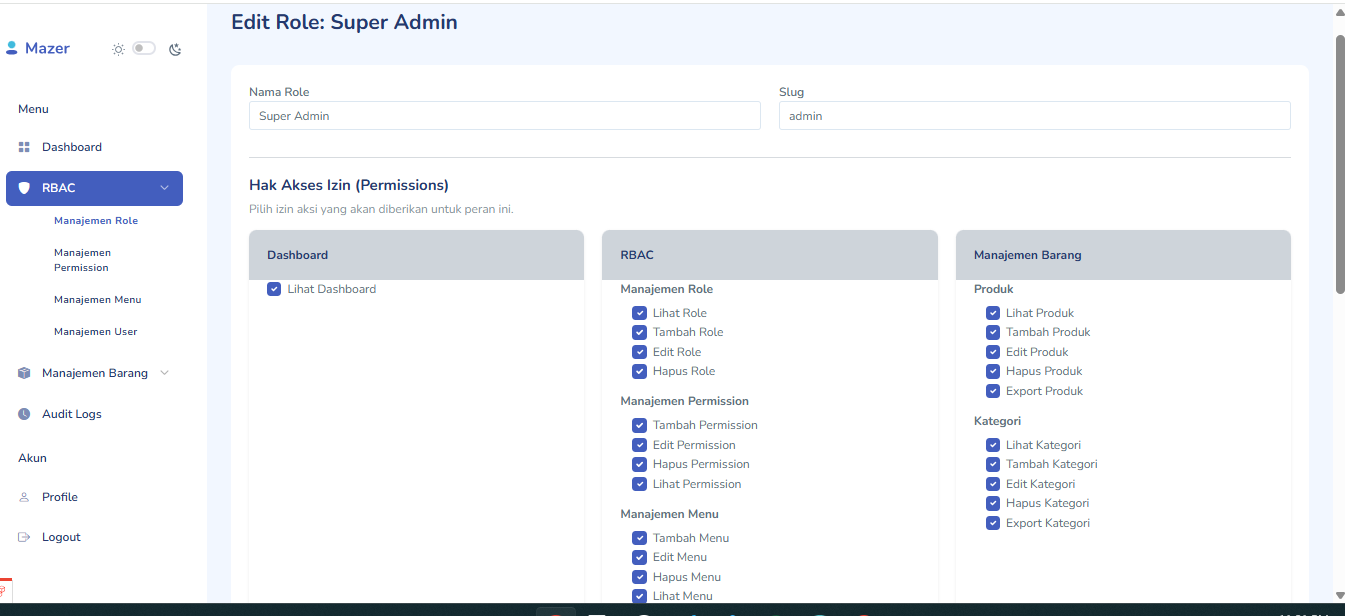 Edit Role: Super Admin
Mazer
Menu
Dashboard
RBAC
Manajemen Role
Manajemen
Permission
Manajemen Menu
Manajemen User
Manajemen Barang
Audit Logs
Akun
Profile
Logout
Nama Role
Super Admin
Slug
admin
Hak Akses Izin (Permissions)
Pilih izin aksi yang akan diberikan untuk peran ini.
Dashboard
Lihat Dashboard
RBAC
Manajemen Role
Lihat Role
Tambah Role
Edit Role
Hapus Role
Manajemen Permission
Tambah Permission
Edit Permission
Hapus Permission
Lihat Permission
Manajemen Menu
Tambah Menu
Edit Menu
Hapus Menu
Lihat Menu
Manajemen Barang
Produk
Lihat Produk
Tambah Produk
Edit Produk
Hapus Produk
Export Produk
Kategori
Lihat Kategori
Tambah Kategori
Edit Kategori
Hapus Kategori
Export Kategori